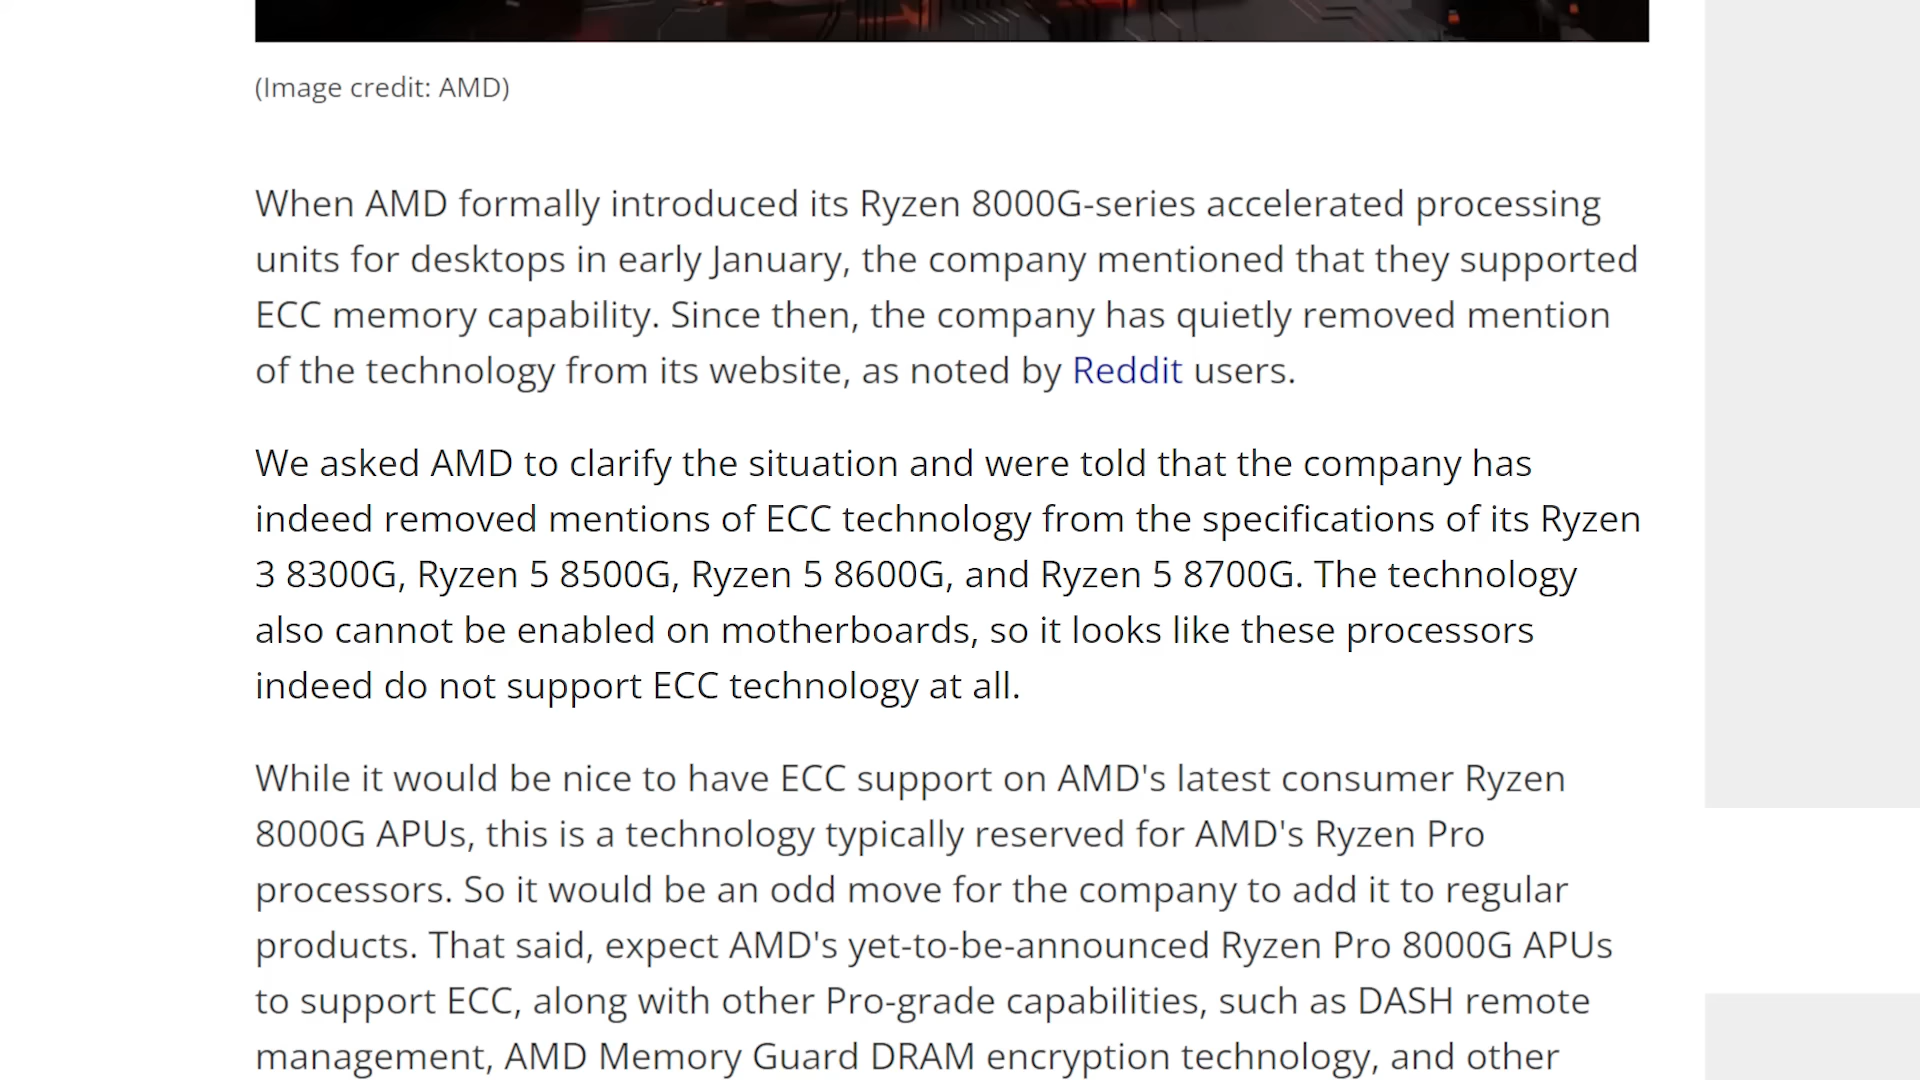 (Image credit: AMD)
When AMD formally introduced its Ryzen 8000G-series accelerated processing
units for desktops in early January, the company mentioned that they supported
ECC memory capability. Since then, the company has quietly removed mention
of the technology from its website, as noted by Reddit users.
We asked AMD to clarify the situation and were told that the company has
indeed removed mentions of ECC technology from the specifications of its Ryzen
3 8300G, Ryzen 5 8500G, Ryzen 5 8600G, and Ryzen 5 8700G. The technology
also cannot be enabled on motherboards, so it looks like these processors
indeed do not support ECC technology at all.
While it would be nice to have ECC support on AMD's latest consumer Ryzen
8000G APUs, this is a technology typically reserved for AMD's Ryzen Pro
processors. So it would be an odd move for the company to add it to regular
products. That said, expect AMD's yet-to-be-announced Ryzen Pro 8000G APUs
to support ECC, along with other Pro-grade capabilities, such as DASH remote
management, AMD Memory Guard DRAM encryption technology, and other